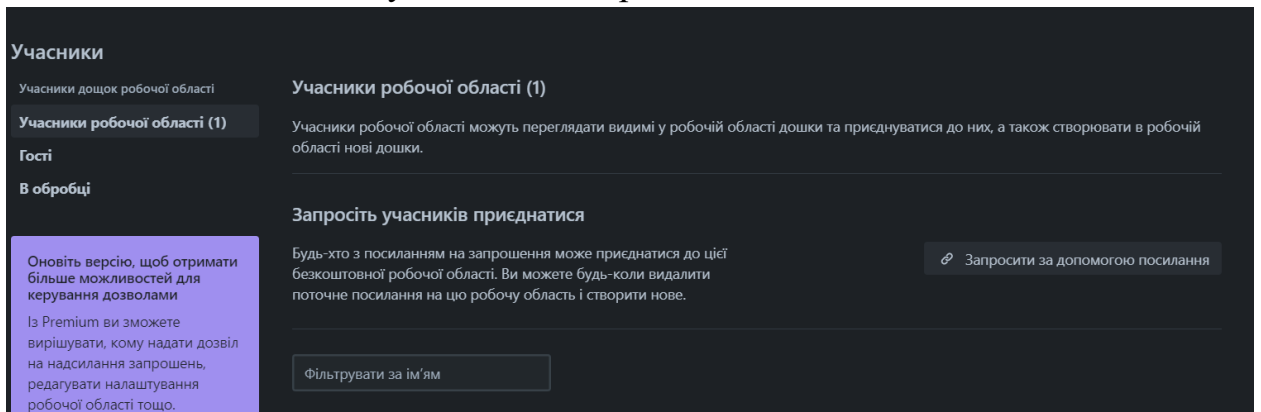 Учасники
Учасники дощок робочої області
Учасники робочої області (1)
Гості
В обробці
Оновіть версію, щоб отримати
більше можливостей для
керування дозволами
Із Premium ви зможете
вирішувати, кому надати дозвіл
на надсилання запрошень,
редагувати налаштування
робочої області тощо.
Учасники робочої області (1)
Учасники робочої області можуть переглядати видимі у робочій області дошки та приєднуватися до них, а також створювати в робочій
області нові дошки.
Запросіть учасників приєднатися
Будь-хто з посиланням на запрошення може приєднатися до цієї
безкоштовної робочої області. Ви можете будь-коли видалити
поточне посилання на цю робочу область і створити нове.
Запросити за допомогою посилання
Фільтрувати за ім’ям